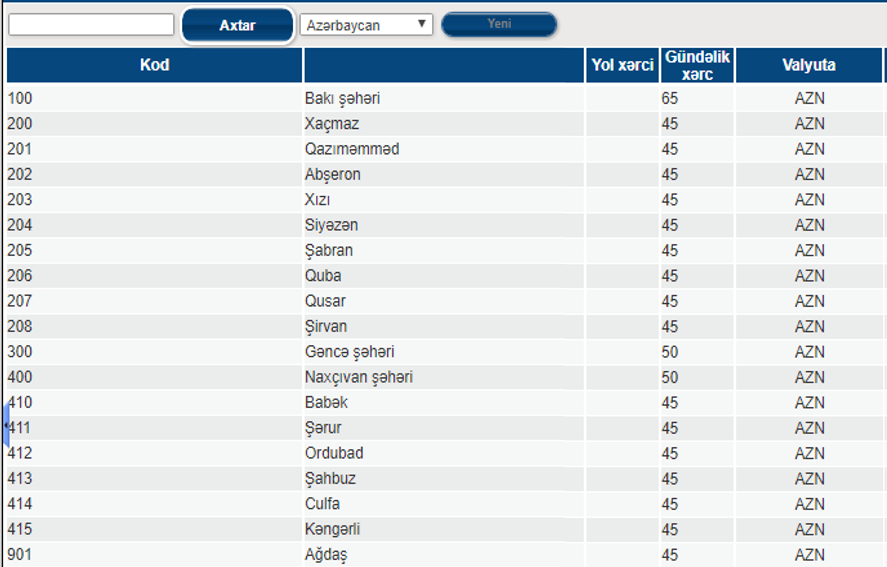 Axtar Azərbaycan Yeni
Kod Yol xərci Gündəlik xərc Valyuta
100 Bakı şəhəri 65 AZN
200 Xaçmaz 45 AZN
201 Qazıməmməd 45 AZN
202 Abşeron 45 AZN
203 Xızı 45 AZN
204 Siyəzən 45 AZN
205 Şabran 45 AZN
206 Quba 45 AZN
207 Qusar 45 AZN
208 Şirvan 45 AZN
300 Gəncə şəhəri 50 AZN
400 Naxçıvan şəhəri 50 AZN
410 Babək 45 AZN
411 Şərur 45 AZN
412 Ordubad 45 AZN
413 Şahbuz 45 AZN
414 Culfa 45 AZN
415 Kəngərli 45 AZN
901 Ağdaş 45 AZN